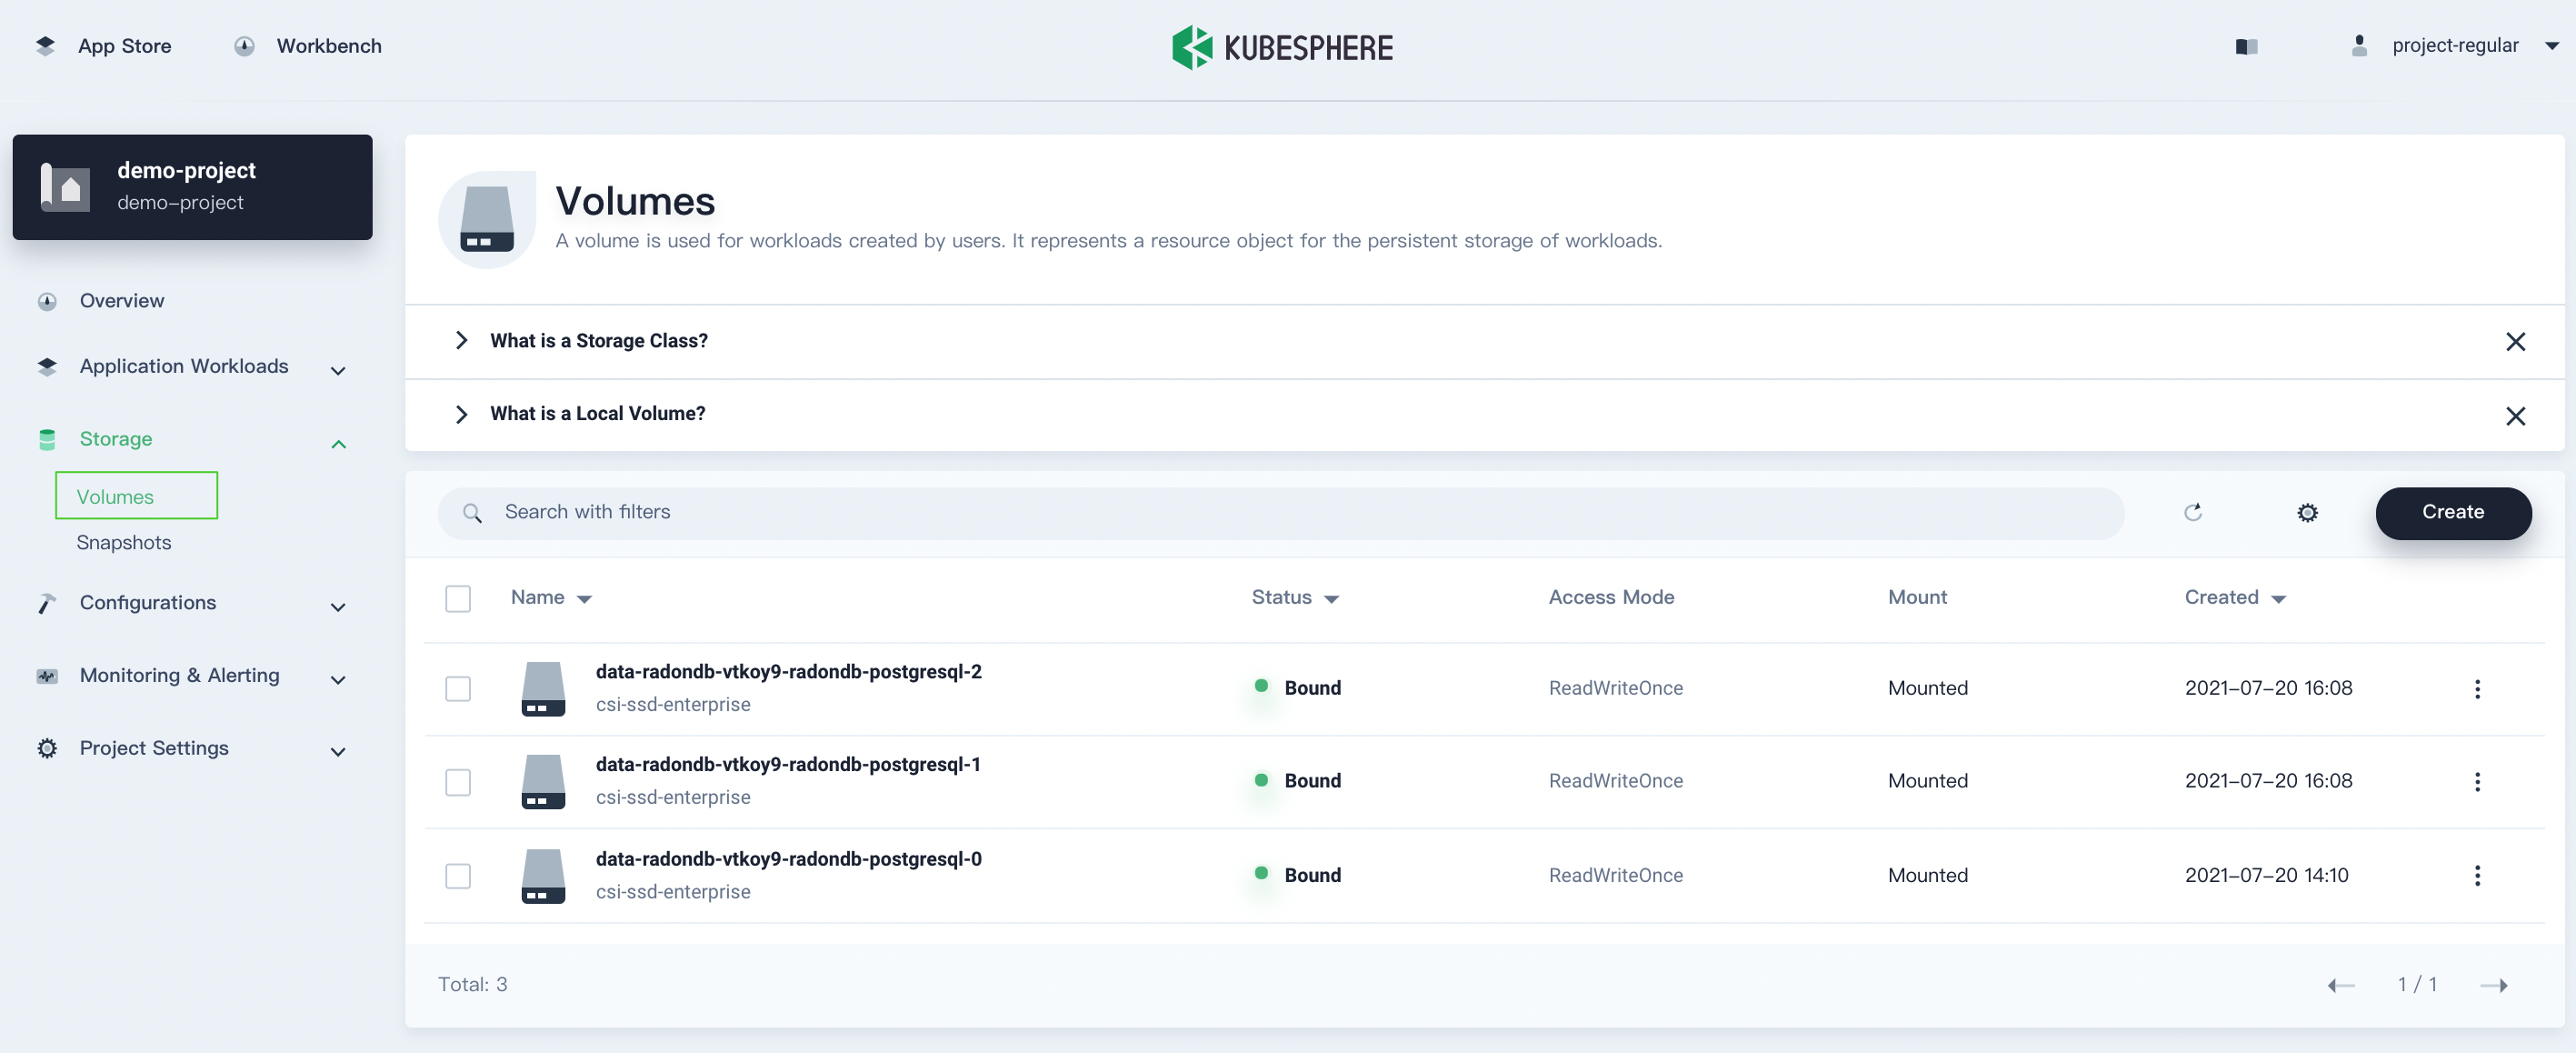 App Store
Workbench
KUBESPHERE
project-regular
demo-project
demo-project
Overview
Application Workloads
Storage
Volumes
Snapshots
Configurations
Monitoring & Alerting
Project Settings
Volumes
A volume is used for workloads created by users. It represents a resource object for the persistent storage of workloads.
What is a Storage Class?
What is a Local Volume?
Search with filters
Create
Name Status Access Mode Mount Created
data-radondb-vtkoy9-radondb-postgresql-2
csi-ssd-enterprise
Bound ReadWriteOnce Mounted 2021-07-20 16:08
data-radondb-vtkoy9-radondb-postgresql-1
csi-ssd-enterprise
Bound ReadWriteOnce Mounted 2021-07-20 16:08
data-radondb-vtkoy9-radondb-postgresql-0
csi-ssd-enterprise
Bound ReadWriteOnce Mounted 2021-07-20 14:10
Total: 3
1 / 1